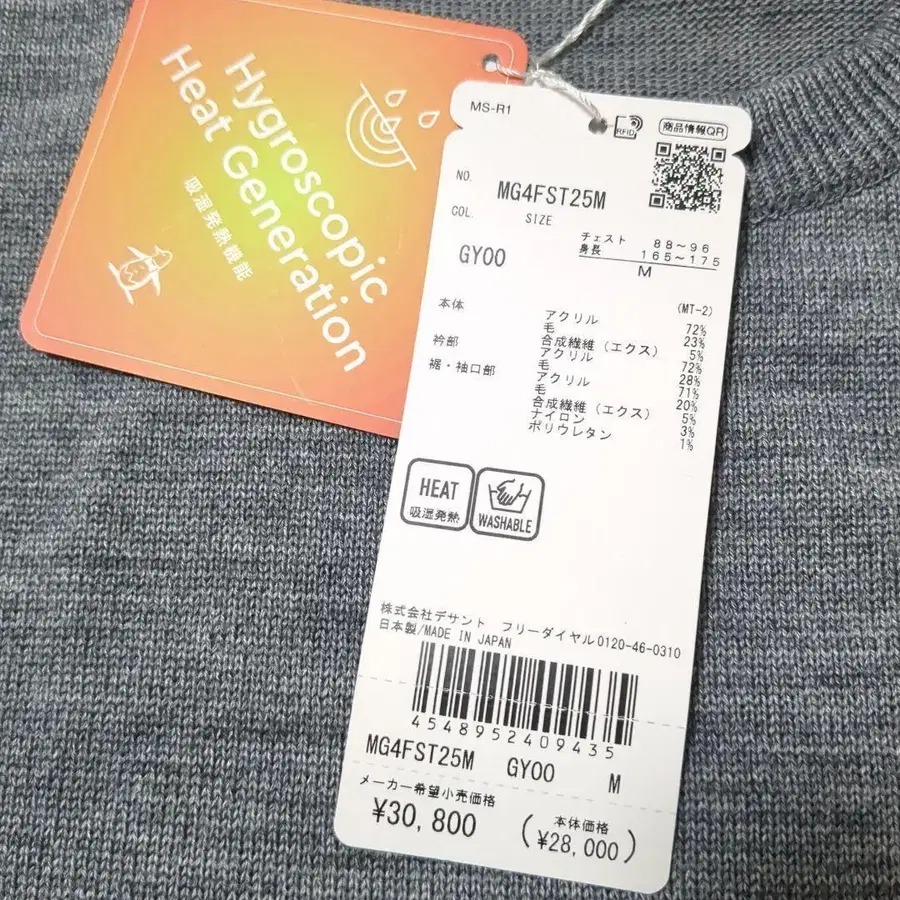 Hygroscopic
Heat Generation
吸湿発熱機能
MS-R1
RFID
商品情報QR
NO. MG4FST25M
COL. SIZE
GY00
チェスト 88~96
身長 165~175
M
本体 (MT-2)
アクリル 72%
毛 23%
合成繊維(エクス) 5%
衿部 アクリル 72%
毛 28%
裾・袖口部 アクリル 71%
毛 20%
合成繊維(エクス) 5%
ナイロン 3%
ポリウレタン 1%
HEAT
吸湿発熱
WASHABLE
株式会社デサント フリーダイヤル0120-46-0310
日本製/MADE IN JAPAN
4548952409435
MG4FST25M GY00 M
メーカー希望小売価格
¥30,800
(本体価格
¥28,000)